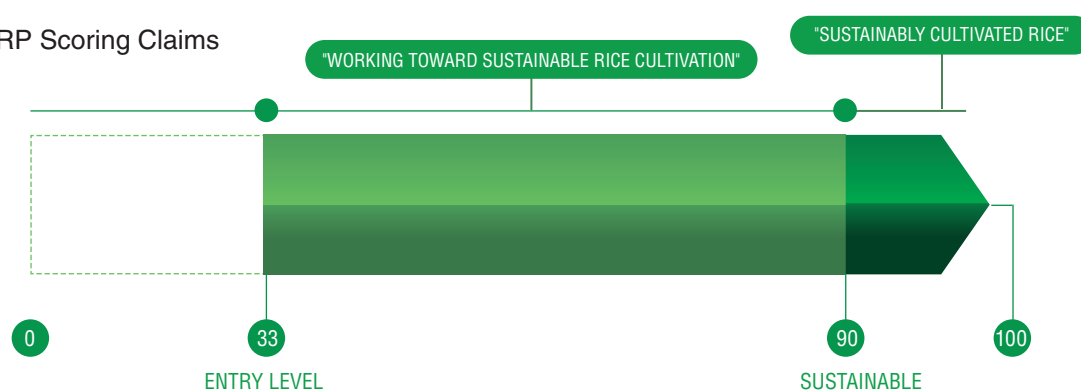 RP Scoring Claims
"SUSTAINABLY CULTIVATED RICE"
"WORKING TOWARD SUSTAINABLE RICE CULTIVATION"
0
33
90
100
ENTRY LEVEL
SUSTAINABLE